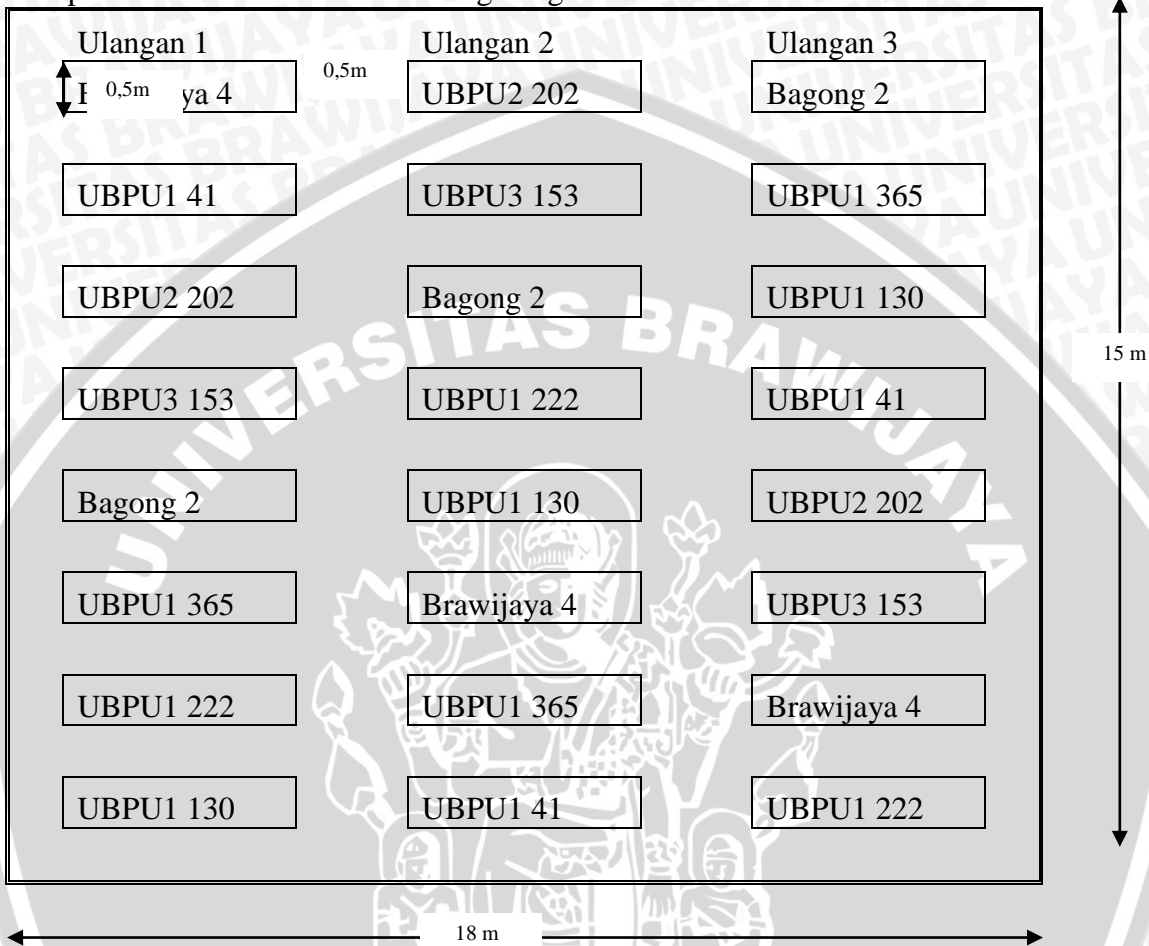 Ulangan 1 Ulangan 2 Ulangan 3
0,5m
0,5m ya 4 UBPU2 202 Bagong 2
UBPU1 41 UBPU3 153 UBPU1 365
UBPU2 202 Bagong 2 UBPU1 130
15 m
UBPU3 153 UBPU1 222 UBPU1 41
Bagong 2 UBPU1 130 UBPU2 202
UBPU1 365 Brawijaya 4 UBPU3 153
UBPU1 222 UBPU1 365 Brawijaya 4
UBPU1 130 UBPU1 41 UBPU1 222
18 m
UNIVERSITAS BRAWIJAYA